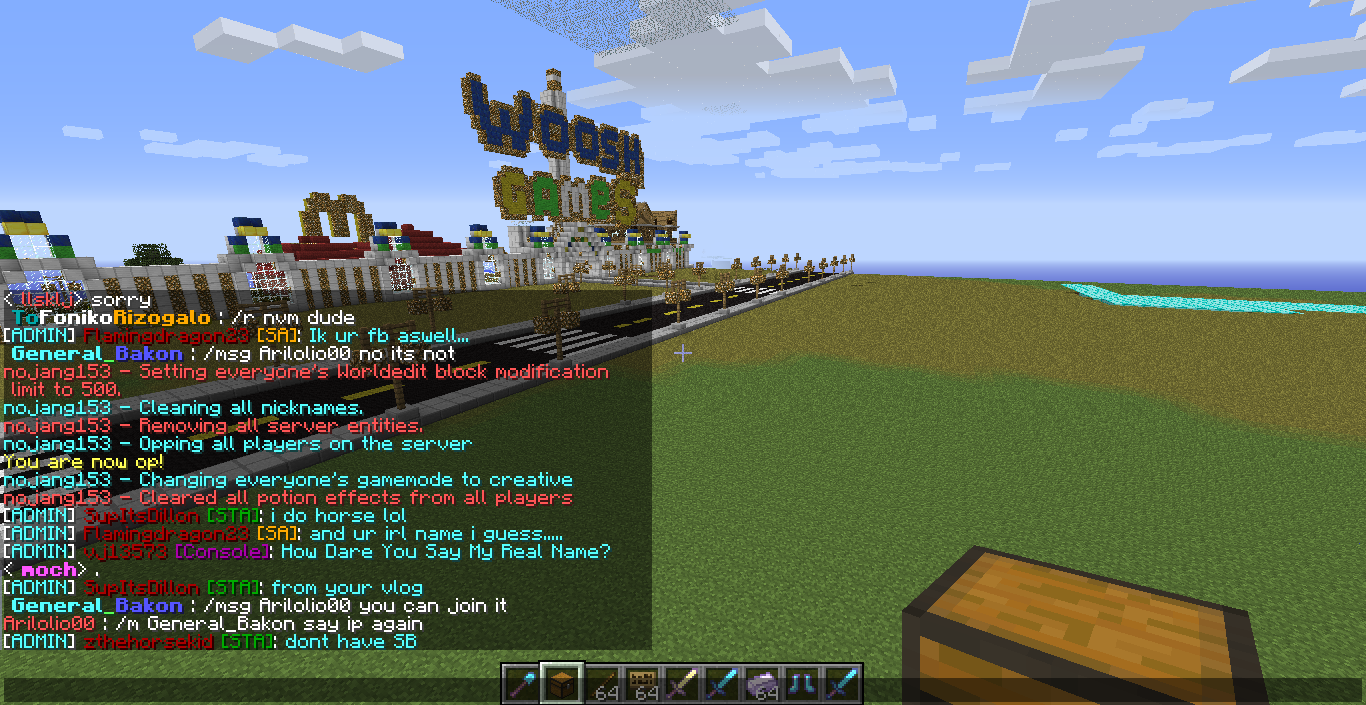 WOOSH
GAMES
M
< llsklj> sorry
ToFonikoRizogalo : /r nvm dude
[ADMIN] Flamingdragon23 [SA]: Ik ur fb aswell...
General_Bakon : /msg Arilolio00 no its not
nojang153 - Setting everyone's Worldedit block modification
limit to 500.
nojang153 - Cleaning all nicknames.
nojang153 - Removing all server entities.
nojang153 - Opping all players on the server
You are now op!
nojang153 - Changing everyone's gamemode to creative
nojang153 - Cleared all potion effects from all players
[ADMIN] SupItsDillon [STA]: i do horse lol
[ADMIN] Flamingdragon23 [SA]: and ur irl name i guess.....
[ADMIN] vj13573 [Console]: How Dare You Say My Real Name?
< moch> .
[ADMIN] SupItsDillon [STA]: from your vlog
General_Bakon : /msg Arilolio00 you can join it
Arilolio00 : /m General_Bakon say ip again
[ADMIN] zthehorsekid [STA]: dont have SB
64 64 64